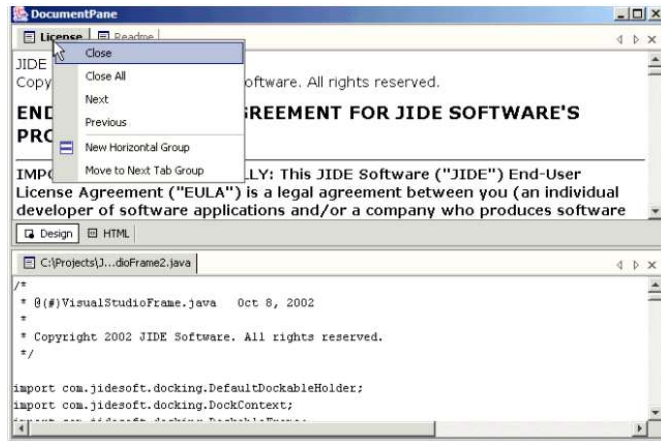 DocumentPane
License Readme
Close
Close All
Next
Previous
New Horizontal Group
Move to Next Tab Group
JIDE
Copy oftware. All rights reserved.
END REEMENT FOR JIDE SOFTWARE'S
PRO
IMPO LLY: This JIDE Software ("JIDE") End-User
License Agreement ("EULA") is a legal agreement between you (an individual
developer of software applications and/or a company who produces software
Design HTML
C:\Projects\J...dioFrame2.java
/*
* @(#)VisualStudioFrame.java Oct 8, 2002
*
* Copyright 2002 JIDE Software. All rights reserved.
*/
import com.jidesoft.docking.DefaultDockableHolder;
import com.jidesoft.docking.DockContext;